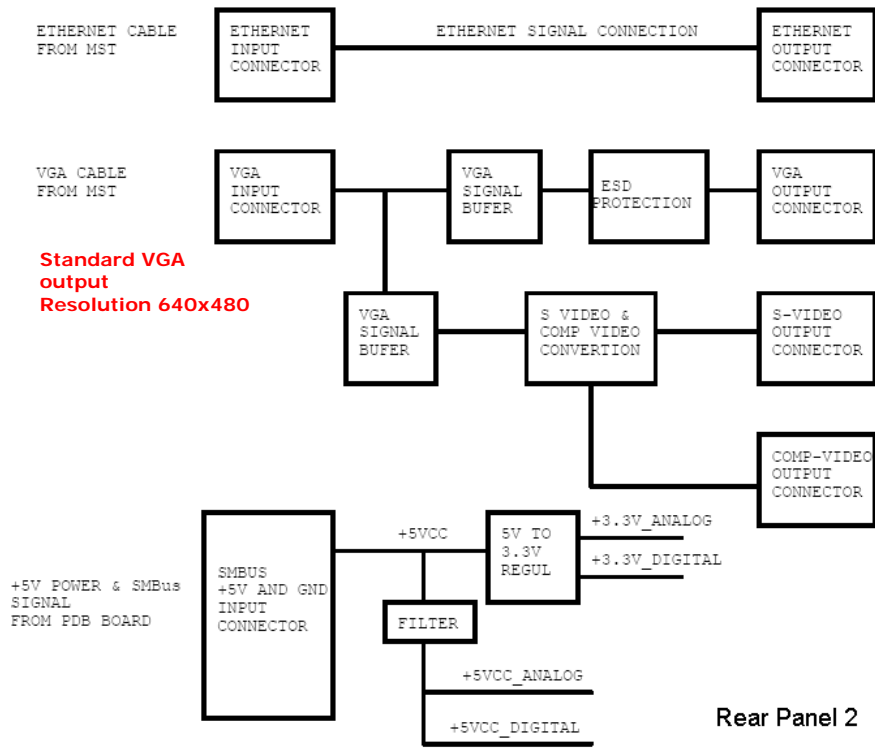 ETHERNET CABLE
FROM MST
ETHERNET
INPUT
CONNECTOR
ETHERNET SIGNAL CONNECTION
ETHERNET
OUTPUT
CONNECTOR
VGA CABLE
FROM MST
VGA
INPUT
CONNECTOR
VGA
SIGNAL
BUFER
ESD
PROTECTION
VGA
OUTPUT
CONNECTOR
Standard VGA
output
Resolution 640x480
VGA
SIGNAL
BUFER
S VIDEO &
COMP VIDEO
CONVERTION
S-VIDEO
OUTPUT
CONNECTOR
COMP-VIDEO
OUTPUT
CONNECTOR
+5V POWER & SMBus
SIGNAL
FROM PDB BOARD
SMBUS
+5V AND GND
INPUT
CONNECTOR
+5VCC
5V TO
3.3V
REGUL
+3.3V_ANALOG
+3.3V_DIGITAL
FILTER
+5VCC_ANALOG
+5VCC_DIGITAL
Rear Panel 2